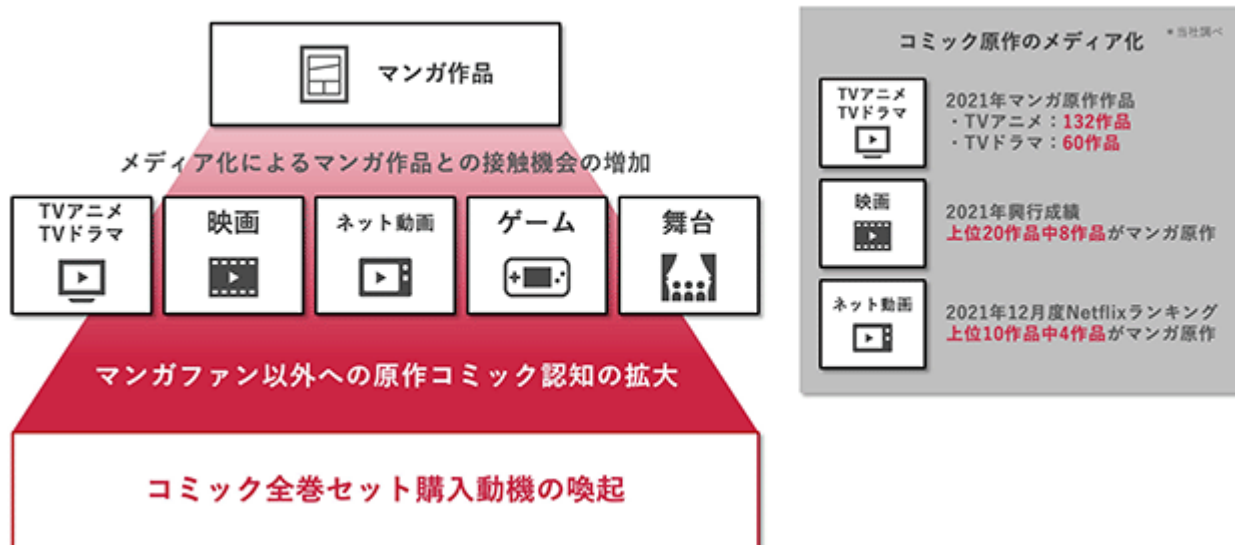 マンガ作品
メディア化によるマンガ作品との接触機会の増加
TVアニメ
TVドラマ
映画
ネット動画
ゲーム
舞台
マンガファン以外への原作コミック認知の拡大
コミック全巻セット購入動機の喚起
コミック原作のメディア化
*当社調べ
TVアニメ
TVドラマ
2021年マンガ原作作品
・TVアニメ：132作品
・TVドラマ：60作品
映画
2021年興行成績
上位20作品中8作品がマンガ原作
ネット動画
2021年12月度Netflixランキング
上位10作品中4作品がマンガ原作